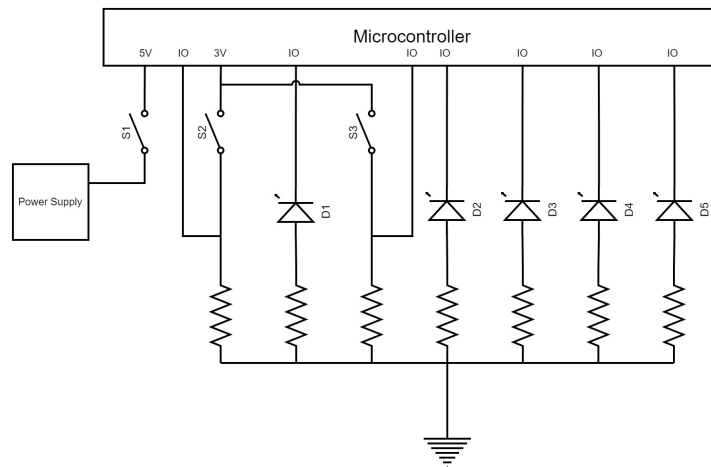 Microcontroller
5V IO 3V IO IO IO IO IO IO
S1
S2
S3
Power Supply
D1
D2
D3
D4
D5